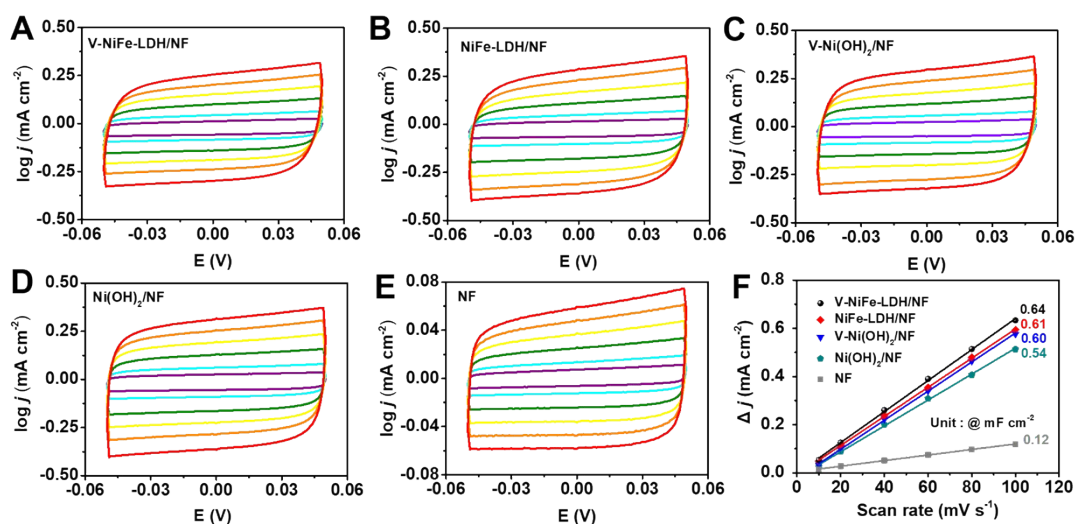 A
V-NiFe-LDH/NF
log j (mA cm⁻²)
0.50
0.25
0.00
-0.25
-0.50
-0.06 -0.03 0.00 0.03 0.06
E (V)
B
NiFe-LDH/NF
log j (mA cm⁻²)
0.50
0.25
0.00
-0.25
-0.50
-0.06 -0.03 0.00 0.03 0.06
E (V)
C
V-Ni(OH)₂/NF
log j (mA cm⁻²)
0.50
0.25
0.00
-0.25
-0.50
-0.06 -0.03 0.00 0.03 0.06
E (V)
D
Ni(OH)₂/NF
log j (mA cm⁻²)
0.50
0.25
0.00
-0.25
-0.50
-0.06 -0.03 0.00 0.03 0.06
E (V)
E
NF
log j (mA cm⁻²)
0.08
0.04
0.00
-0.04
-0.08
-0.06 -0.03 0.00 0.03 0.06
E (V)
F
V-NiFe-LDH/NF
NiFe-LDH/NF
V-Ni(OH)₂/NF
Ni(OH)₂/NF
NF
0.64
0.61
0.60
0.54
Unit : @ mF cm⁻²
0.12
Δ j (mA cm⁻²)
0.8
0.6
0.4
0.2
0.0
0 20 40 60 80 100 120
Scan rate (mV s⁻¹)